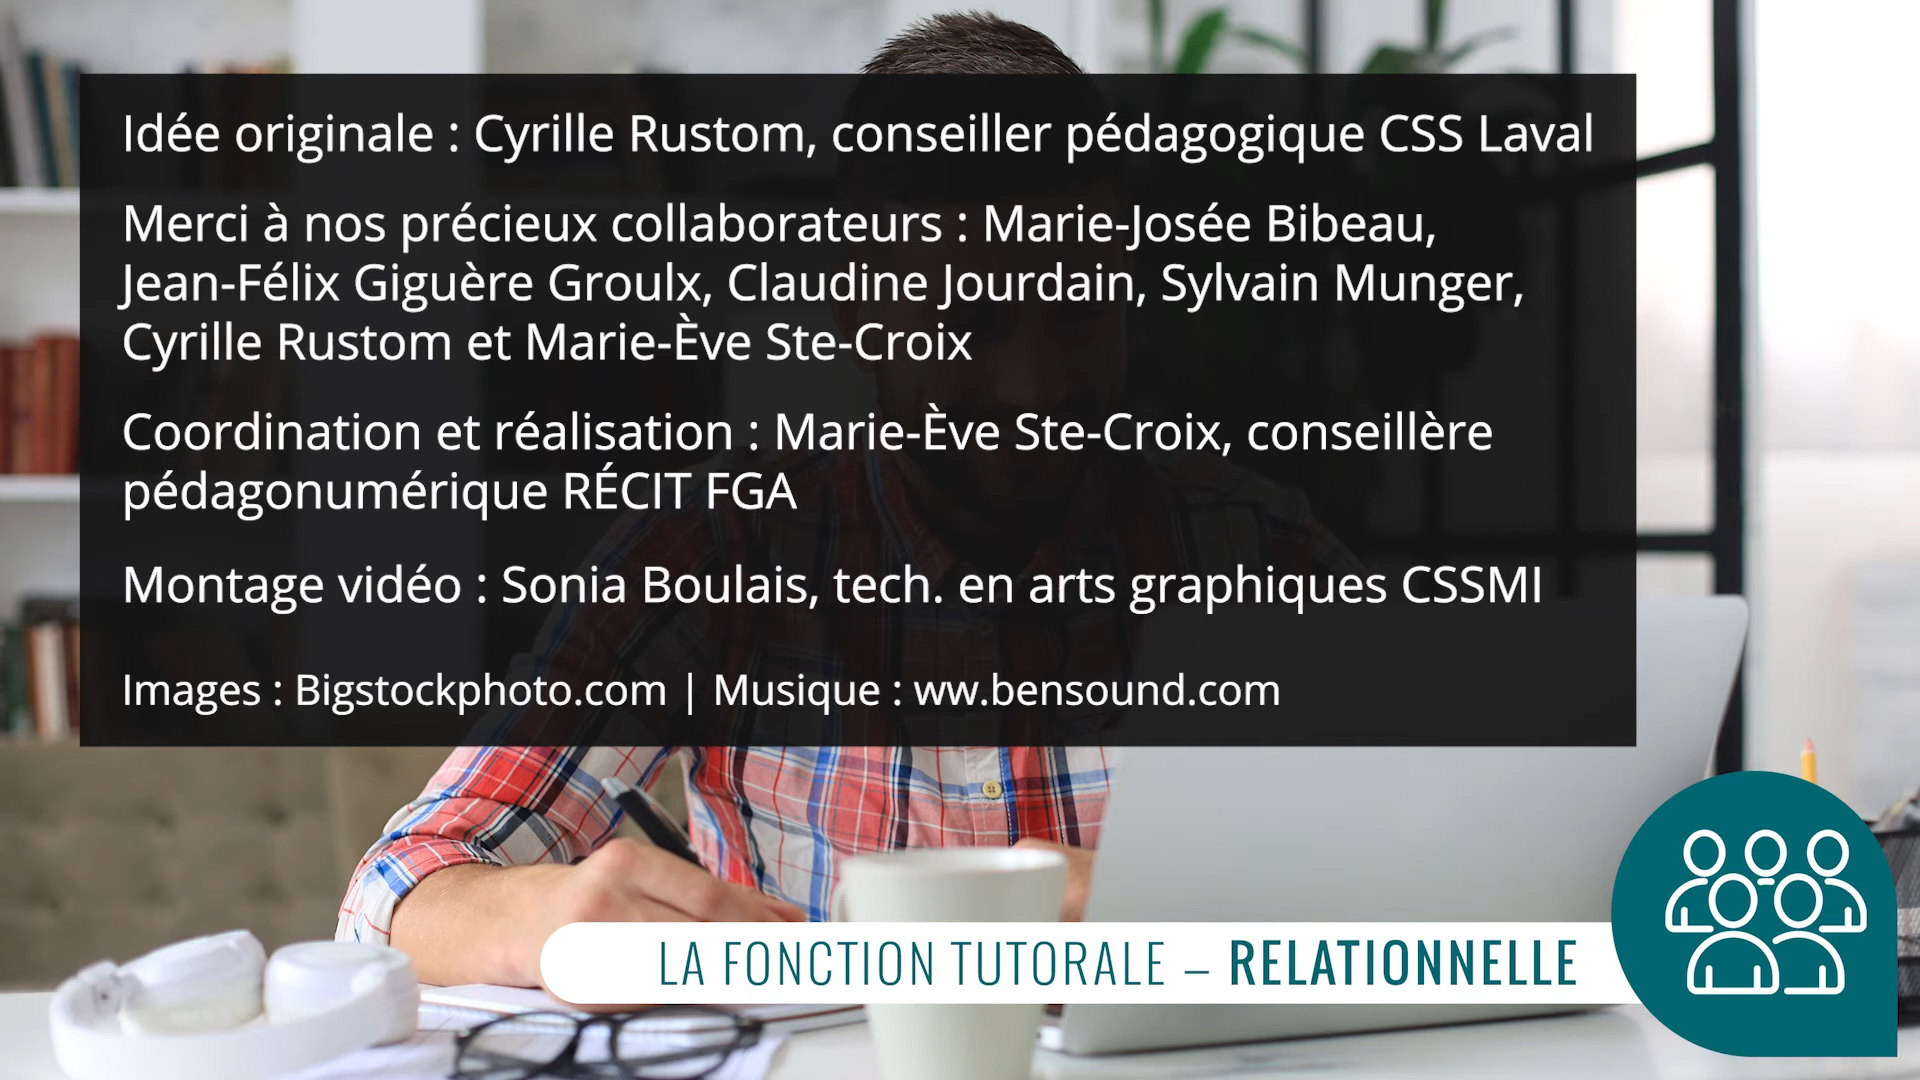 Idée originale : Cyrille Rustom, conseiller pédagogique CSS Laval
Merci à nos précieux collaborateurs : Marie-Josée Bibeau,
Jean-Félix Giguère Groulx, Claudine Jourdain, Sylvain Munger,
Cyrille Rustom et Marie-Ève Ste-Croix
Coordination et réalisation : Marie-Ève Ste-Croix, conseillère
pédagonumérique RÉCIT FGA
Montage vidéo : Sonia Boulais, tech. en arts graphiques CSSMI
Images : Bigstockphoto.com | Musique : ww.bensound.com
LA FONCTION TUTORALE – RELATIONNELLE